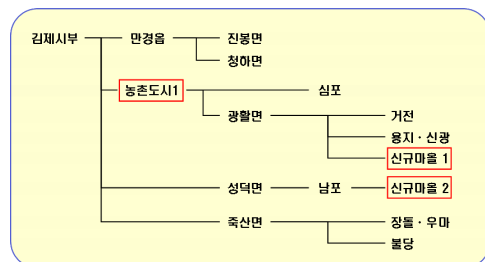 김제시부 만경읍 진봉면
청하면
농촌도시1 심포
광활면 거전
용지·신광
신규마을 1
성덕면 남포 신규마을 2
죽산면 장돌·우마
불당